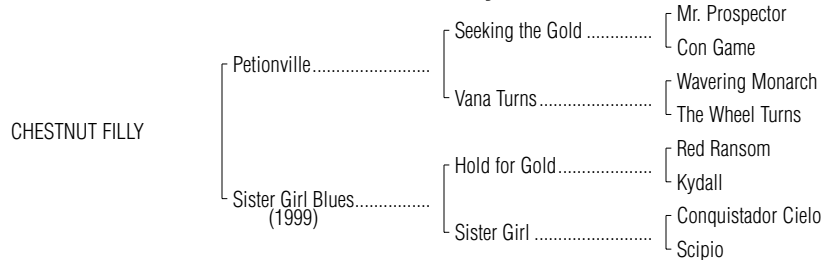 Mr. Prospector
Seeking the Gold ..............
Con Game
Petionville.........................
Wavering Monarch
Vana Turns........................
The Wheel Turns
CHESTNUT FILLY
Red Ransom
Hold for Gold....................
Kydall
Sister Girl Blues................
(1999)
Conquistador Cielo
Sister Girl .........................
Scipio